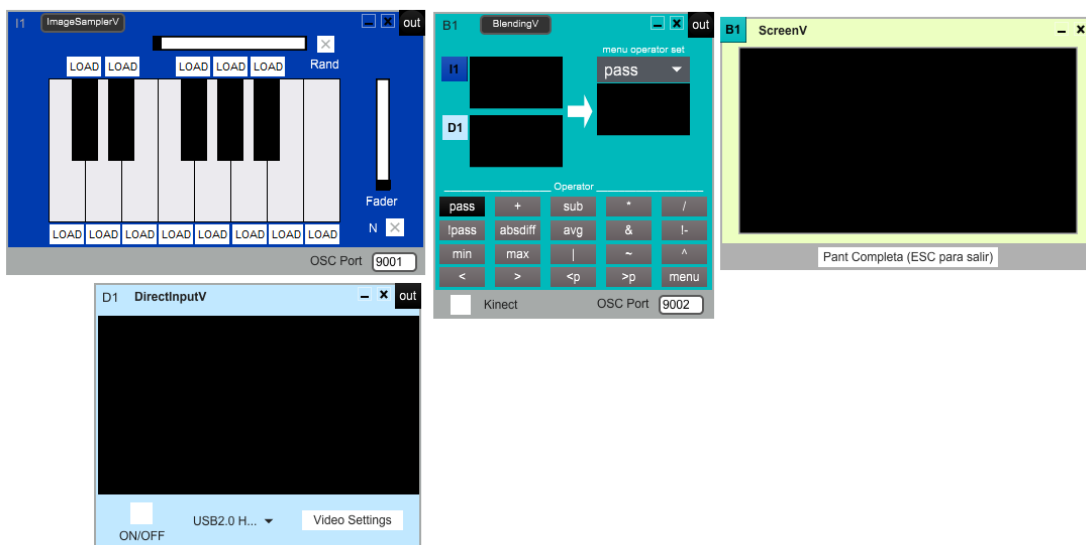 I1 ImageSamplerV out
Rand
LOAD LOAD LOAD LOAD LOAD
Fader
N
LOAD LOAD LOAD LOAD LOAD LOAD LOAD LOAD
OSC Port 9001
B1 BlendingV out
menu operator set
I1 pass
D1
Operator
pass + sub * /
!pass absdiff avg & !-
min max | ~ ^
< > <p >p menu
Kinect OSC Port 9002
B1 ScreenV
Pant Completa (ESC para salir)
D1 DirectInputV out
USB2.0 H... Video Settings
ON/OFF